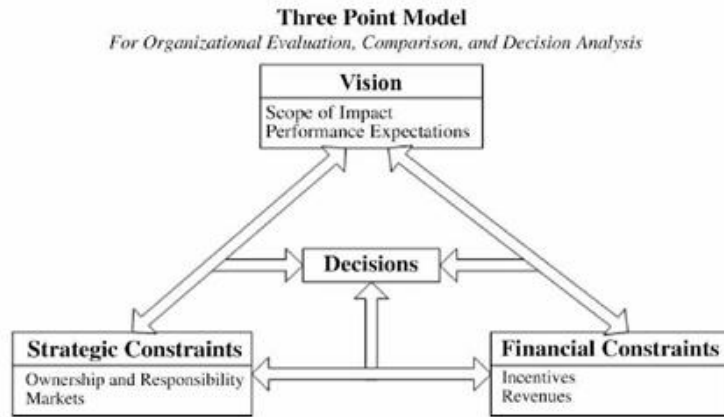 Three Point Model
For Organizational Evaluation, Comparison, and Decision Analysis
Vision
Scope of Impact
Performance Expectations
Decisions
Strategic Constraints
Ownership and Responsibility
Markets
Financial Constraints
Incentives
Revenues